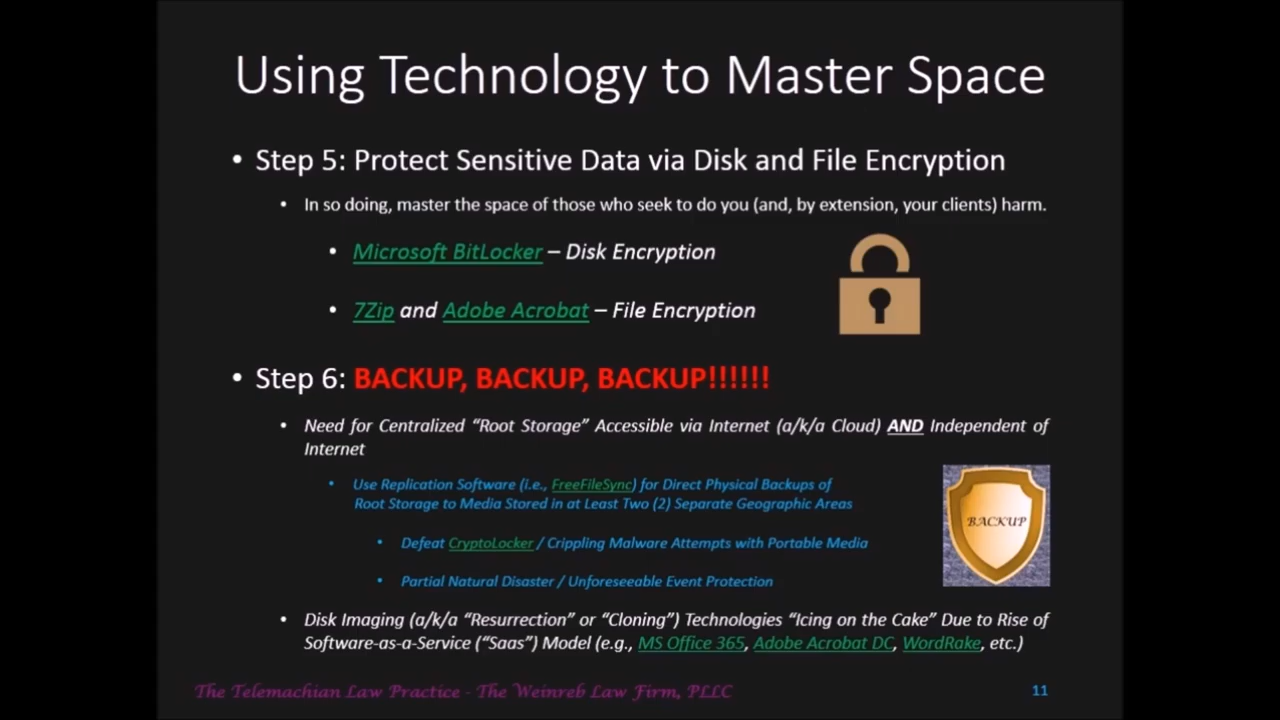 Using Technology to Master Space
• Step 5: Protect Sensitive Data via Disk and File Encryption
• In so doing, master the space of those who seek to do you (and, by extension, your clients) harm.
• Microsoft BitLocker – Disk Encryption
• 7Zip and Adobe Acrobat – File Encryption
• Step 6: BACKUP, BACKUP, BACKUP!!!!!!
• Need for Centralized “Root Storage” Accessible via Internet (a/k/a Cloud) AND Independent of
Internet
• Use Replication Software (i.e., FreeFileSync) for Direct Physical Backups of
Root Storage to Media Stored in at Least Two (2) Separate Geographic Areas
BACKUP
• Defeat CryptoLocker / Crippling Malware Attempts with Portable Media
• Partial Natural Disaster / Unforeseeable Event Protection
• Disk Imaging (a/k/a “Resurrection” or “Cloning”) Technologies “Icing on the Cake” Due to Rise of
Software-as-a-Service (“Saas”) Model (e.g., MS Office 365, Adobe Acrobat DC, WordRake, etc.)
The Telemachian Law Practice - The Weinreb Law Firm, PLLC
11